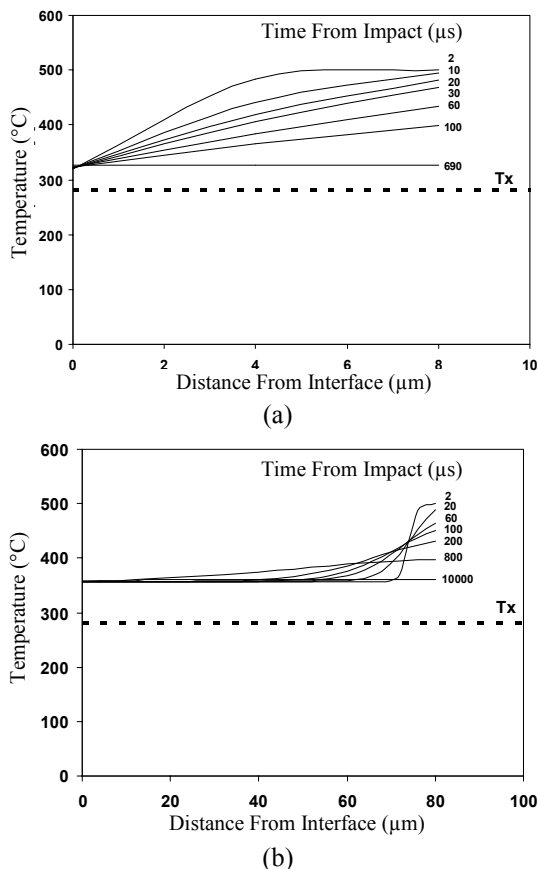 600
Time From Impact (µs)
2
500
10
20
30
60
400
100
690
300
Tx
200
100
0
0 2 4 6 8 10
Temperature (°C)
Distance From Interface (µm)
(a)
600
Time From Impact (µs)
2
500
20
60
100
400
200
800
10000
300
Tx
200
100
0
0 20 40 60 80 100
Temperature (°C)
Distance From Interface (µm)
(b)